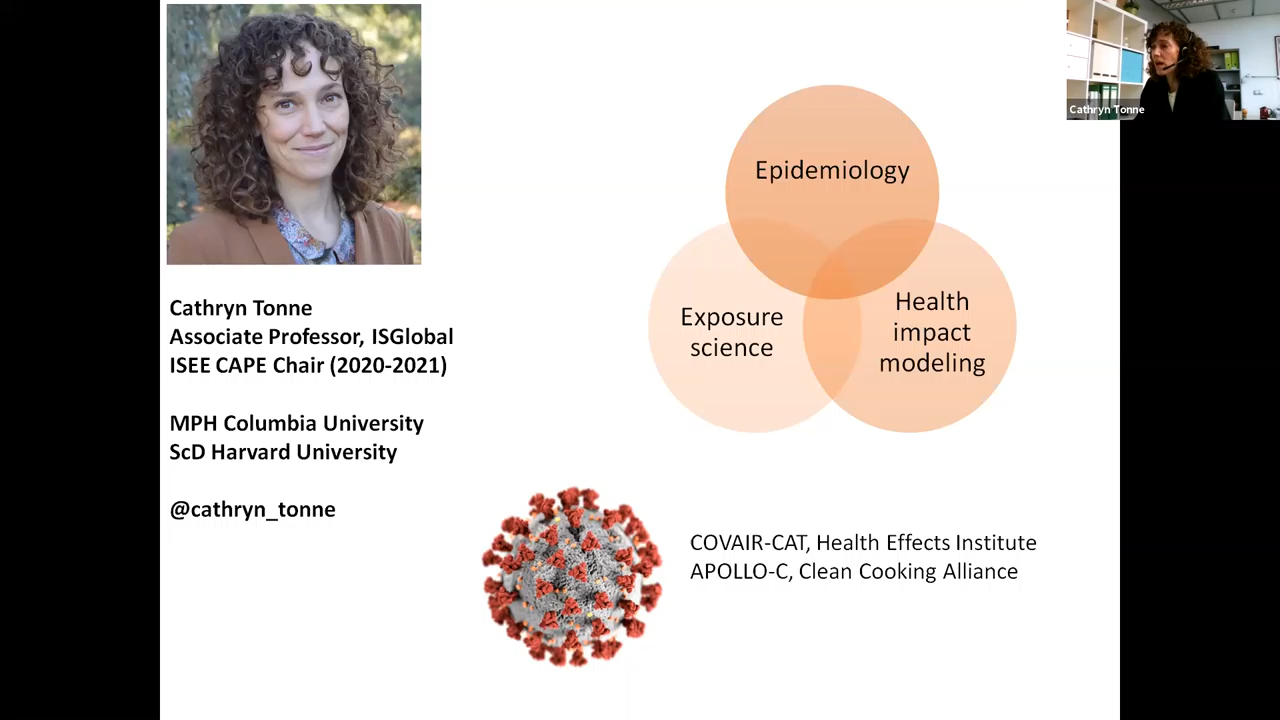 Cathryn Tonne
Associate Professor, ISGlobal
ISEE CAPE Chair (2020-2021)
MPH Columbia University
ScD Harvard University
@cathryn_tonne
Epidemiology
Exposure
science
Health
impact
modeling
COVAIR-CAT, Health Effects Institute
APOLLO-C, Clean Cooking Alliance
Cathryn Tonne